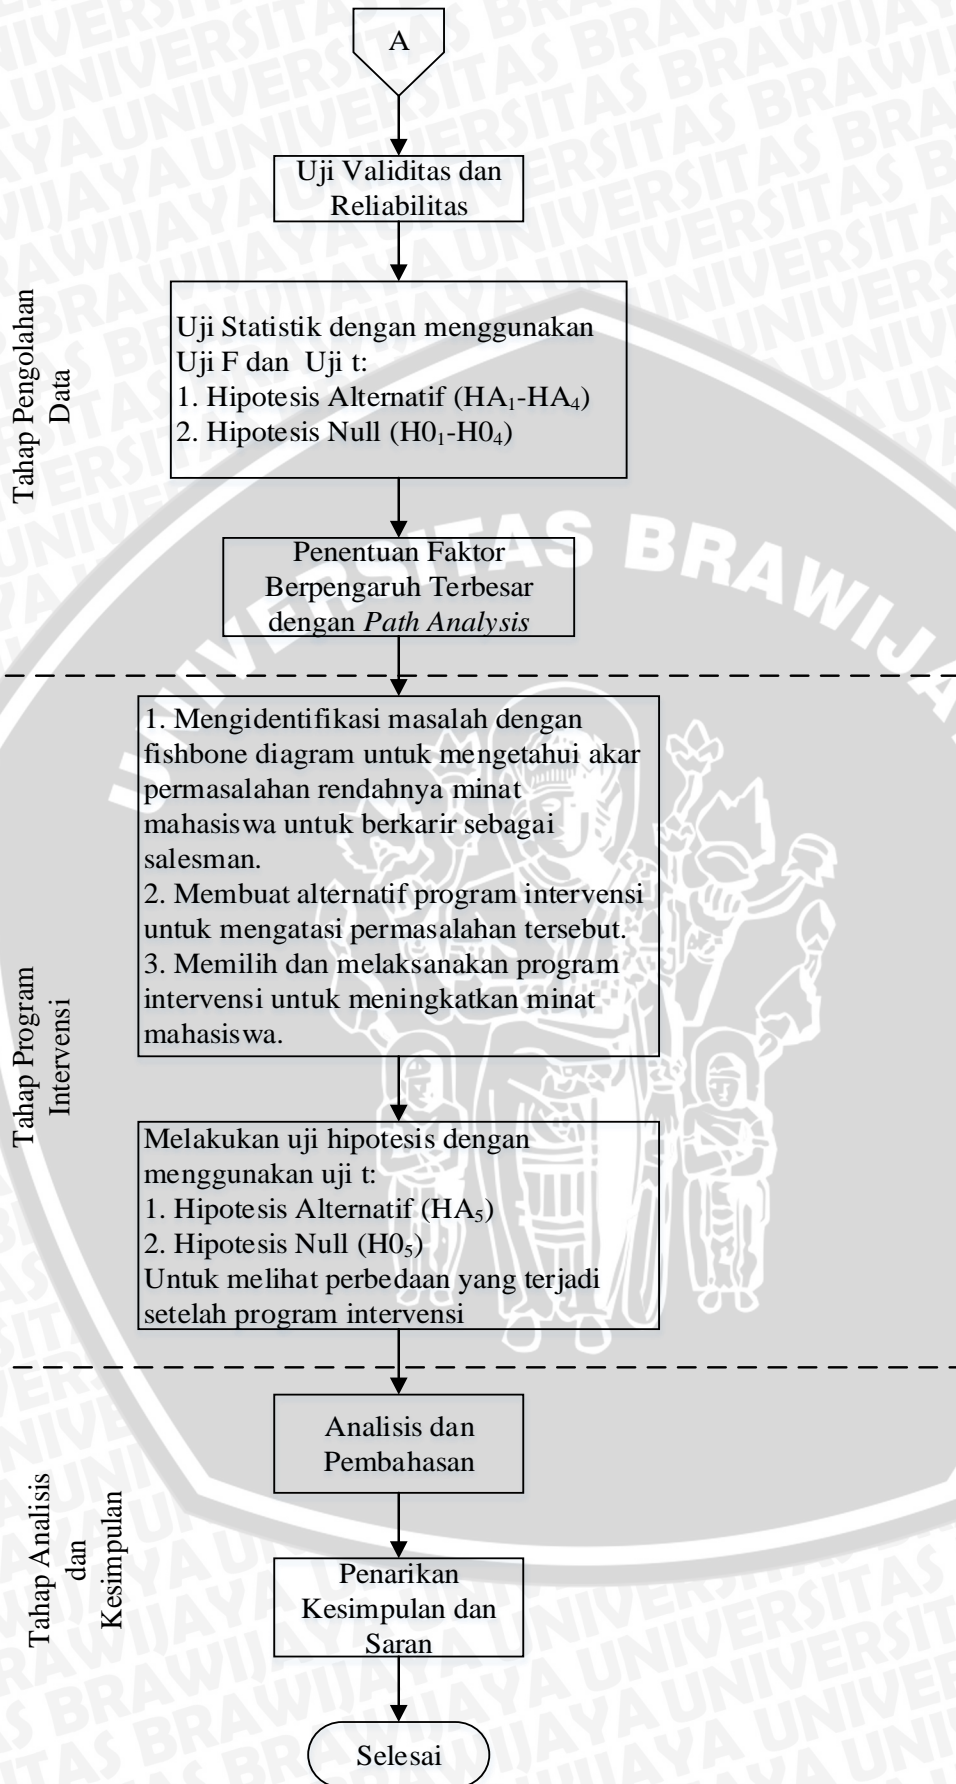 A
Uji Validitas dan
Reliabilitas
Tahap Pengolahan
Data
Uji Statistik dengan menggunakan
Uji F dan Uji t:
1. Hipotesis Alternatif (HA₁-HA₄)
2. Hipotesis Null (H0₁-H0₄)
Penentuan Faktor
Berpengaruh Terbesar
dengan Path Analysis
UNIVERSITAS BRAWIJA
Tahap Program
Intervensi
1. Mengidentifikasi masalah dengan
fishbone diagram untuk mengetahui akar
permasalahan rendahnya minat
mahasiswa untuk berkarir sebagai
salesman.
2. Membuat alternatif program intervensi
untuk mengatasi permasalahan tersebut.
3. Memilih dan melaksanakan program
intervensi untuk meningkatkan minat
mahasiswa.
Melakukan uji hipotesis dengan
menggunakan uji t:
1. Hipotesis Alternatif (HA₅)
2. Hipotesis Null (H0₅)
Untuk melihat perbedaan yang terjadi
setelah program intervensi
Tahap Analisis
dan
Kesimpulan
Analisis dan
Pembahasan
Penarikan
Kesimpulan dan
Saran
Selesai